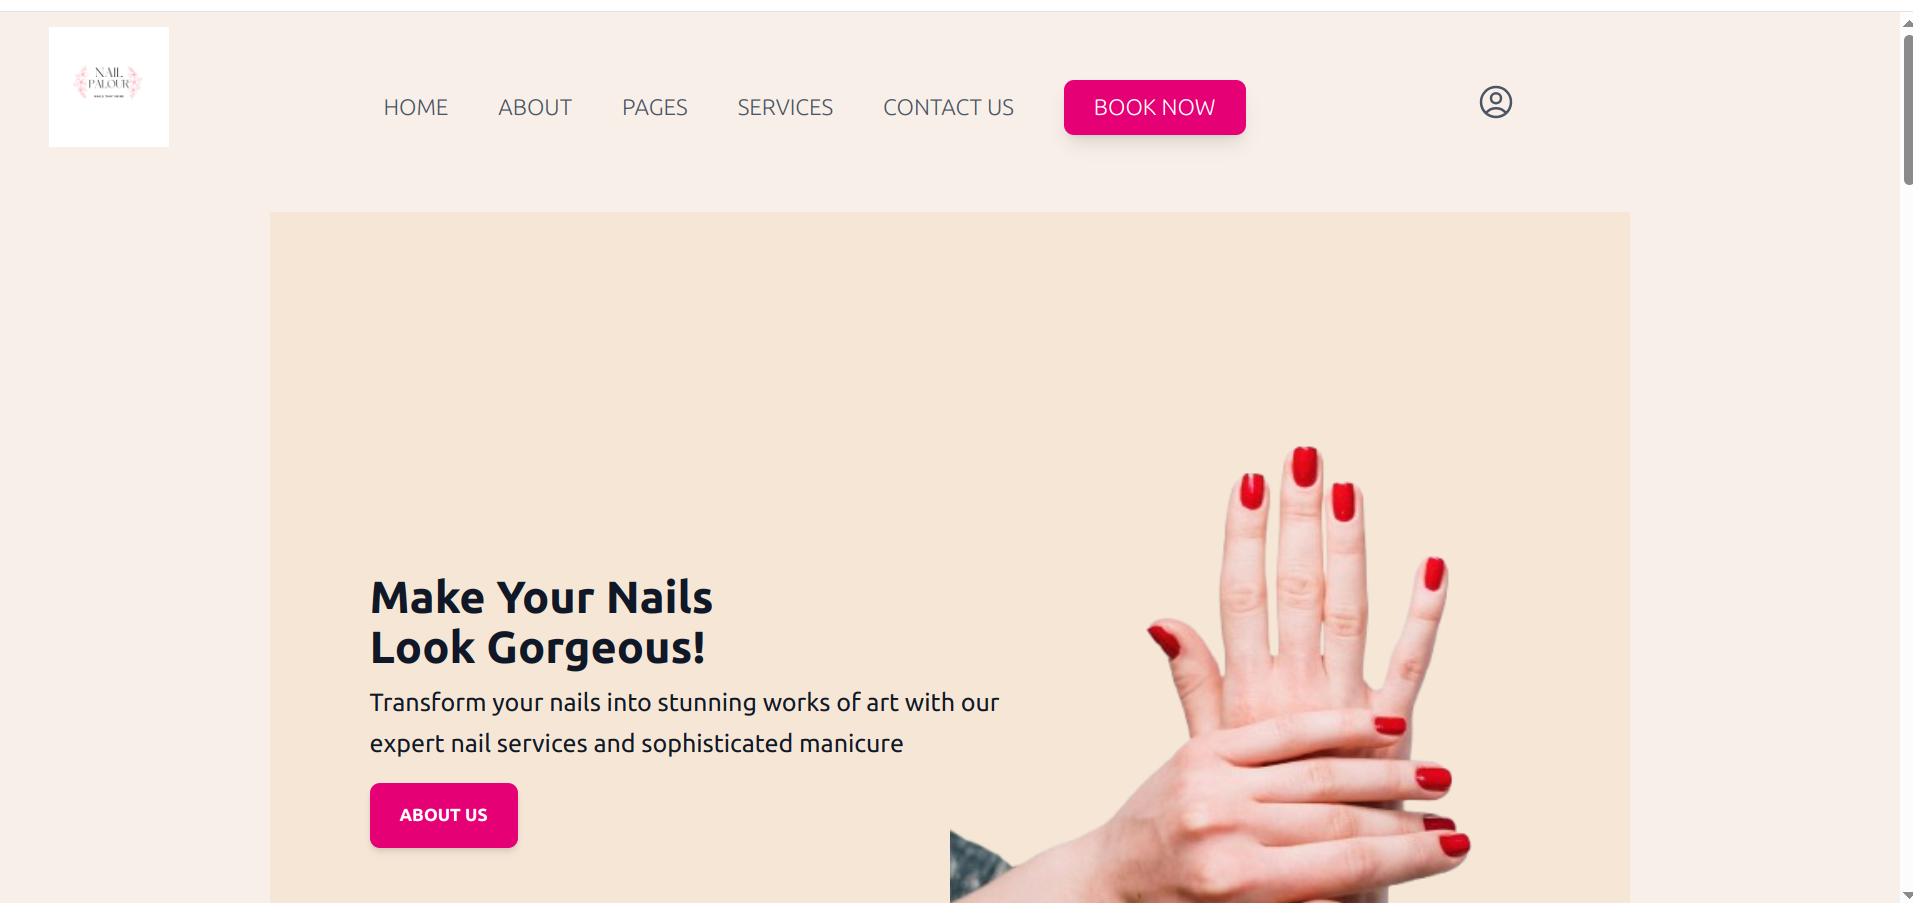 NAIL
PALOUR
HOME
ABOUT
PAGES
SERVICES
CONTACT US
BOOK NOW
Make Your Nails
Look Gorgeous!
Transform your nails into stunning works of art with our
expert nail services and sophisticated manicure
ABOUT US